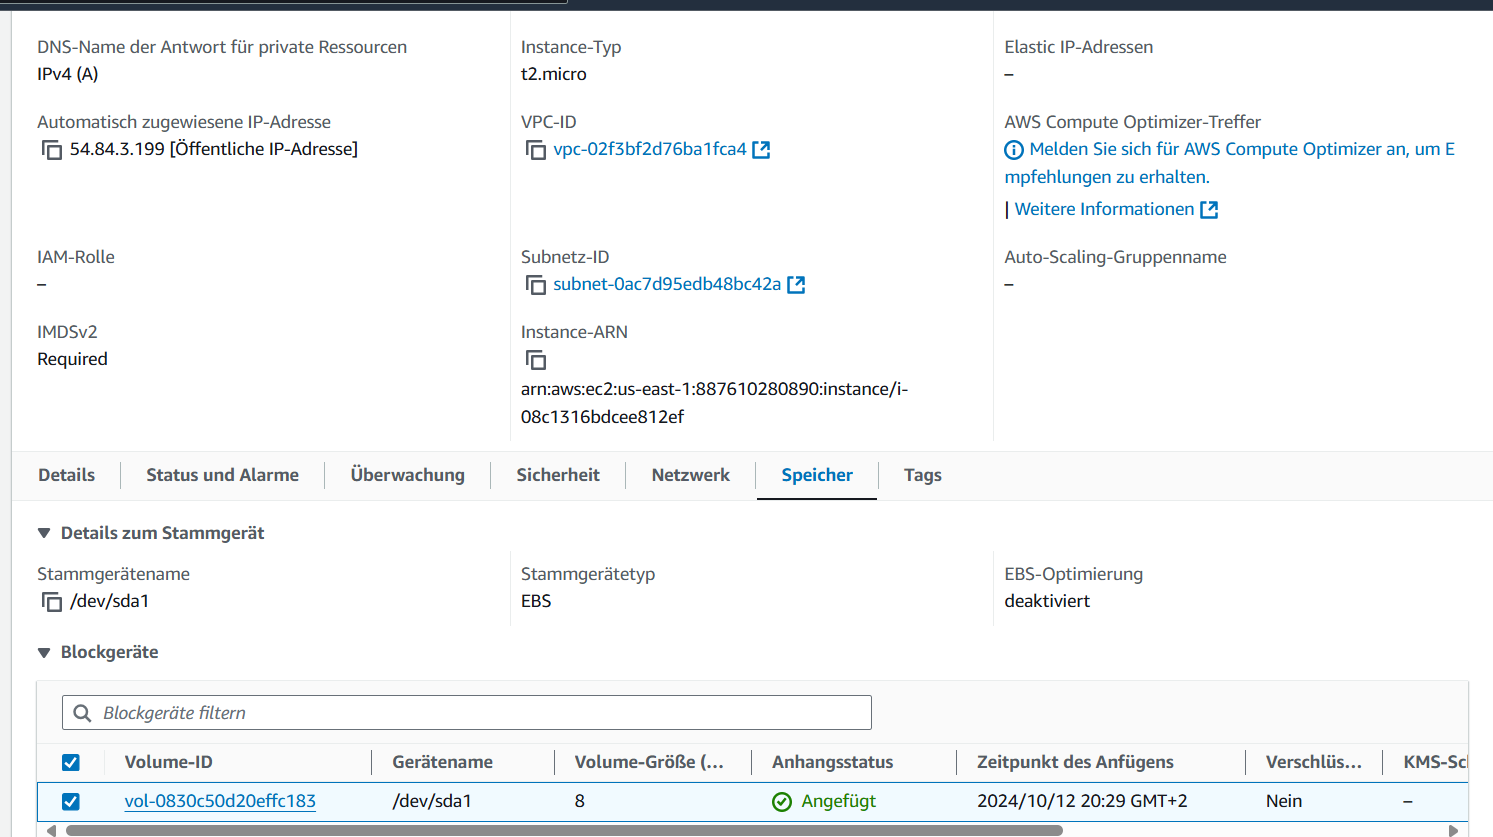 DNS-Name der Antwort für private Ressourcen
IPv4 (A)
Instance-Typ
t2.micro
Elastic IP-Adressen
–
Automatisch zugewiesene IP-Adresse
54.84.3.199 [Öffentliche IP-Adresse]
VPC-ID
vpc-02f3bf2d76ba1fca4
AWS Compute Optimizer-Treffer
Melden Sie sich für AWS Compute Optimizer an, um E
mpfehlungen zu erhalten.
| Weitere Informationen
IAM-Rolle
–
Subnetz-ID
subnet-0ac7d95edb48bc42a
Auto-Scaling-Gruppenname
–
IMDSv2
Required
Instance-ARN
arn:aws:ec2:us-east-1:887610280890:instance/i-
08c1316bdcee812ef
Details
Status und Alarme
Überwachung
Sicherheit
Netzwerk
Speicher
Tags
Details zum Stammgerät
Stammgerätename
/dev/sda1
Stammgerätetyp
EBS
EBS-Optimierung
deaktiviert
Blockgeräte
Blockgeräte filtern
Volume-ID
Gerätename
Volume-Größe (...
Anhangsstatus
Zeitpunkt des Anfügens
Verschlüs...
KMS-Sc
vol-0830c50d20effc183
/dev/sda1
8
Angefügt
2024/10/12 20:29 GMT+2
Nein
–